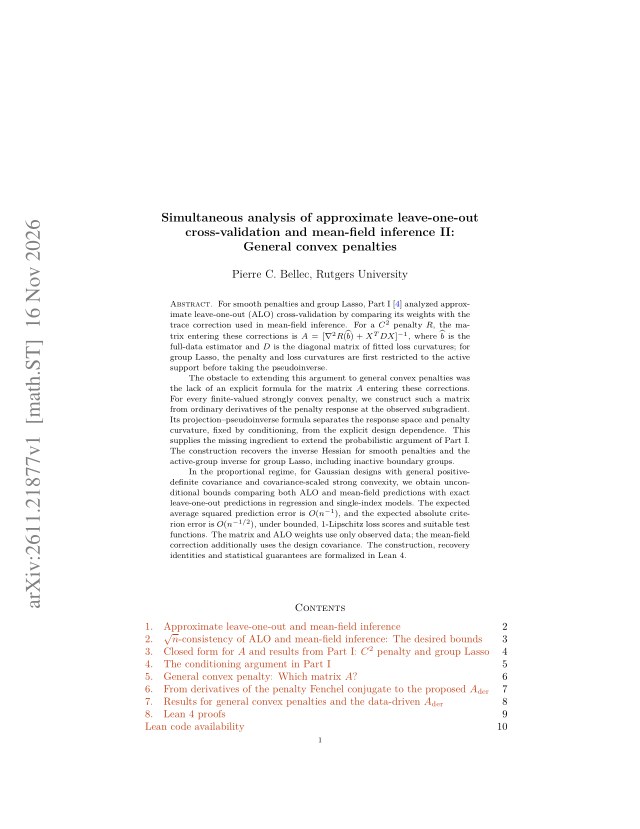 Simultaneous analysis of approximate leave-one-out
cross-validation and mean-field inference II:
General convex penalties
Pierre C. Bellec, Rutgers University
Abstract. For smooth penalties and group Lasso, Part I [4] analyzed approx-
imate leave-one-out (ALO) cross-validation by comparing its weights with the
trace correction used in mean-field inference. For a C² penalty R, the ma-
trix entering these corrections is A = [∇²R(b̂) + XᵀDX]⁻¹, where b̂ is the
full-data estimator and D is the diagonal matrix of fitted loss curvatures; for
group Lasso, the penalty and loss curvatures are first restricted to the active
support before taking the pseudoinverse.
The obstacle to extending this argument to general convex penalties was
the lack of an explicit formula for the matrix A entering these corrections.
For every finite-valued strongly convex penalty, we construct such a matrix
from ordinary derivatives of the penalty response at the observed subgradient.
Its projection–pseudoinverse formula separates the response space and penalty
curvature, fixed by conditioning, from the explicit design dependence. This
supplies the missing ingredient to extend the probabilistic argument of Part I.
The construction recovers the inverse Hessian for smooth penalties and the
active-group inverse for group Lasso, including inactive boundary groups.
In the proportional regime, for Gaussian designs with general positive-
definite covariance and covariance-scaled strong convexity, we obtain uncon-
ditional bounds comparing both ALO and mean-field predictions with exact
leave-one-out predictions in regression and single-index models. The expected
average squared prediction error is O(n⁻¹), and the expected absolute crite-
rion error is O(n⁻¹/²), under bounded, 1-Lipschitz loss scores and suitable test
functions. The matrix and ALO weights use only observed data; the mean-field
correction additionally uses the design covariance. The construction, recovery
identities and statistical guarantees are formalized in Lean 4.
Contents
1. Approximate leave-one-out and mean-field inference 2
2. √n-consistency of ALO and mean-field inference: The desired bounds 3
3. Closed form for A and results from Part I: C² penalty and group Lasso 4
4. The conditioning argument in Part I 5
5. General convex penalty: Which matrix A? 6
6. From derivatives of the penalty Fenchel conjugate to the proposed A_der 7
7. Results for general convex penalties and the data-driven A_der 8
8. Lean 4 proofs 9
Lean code availability 10
1
arXiv:2611.21877v1 [math.ST] 16 Nov 2026